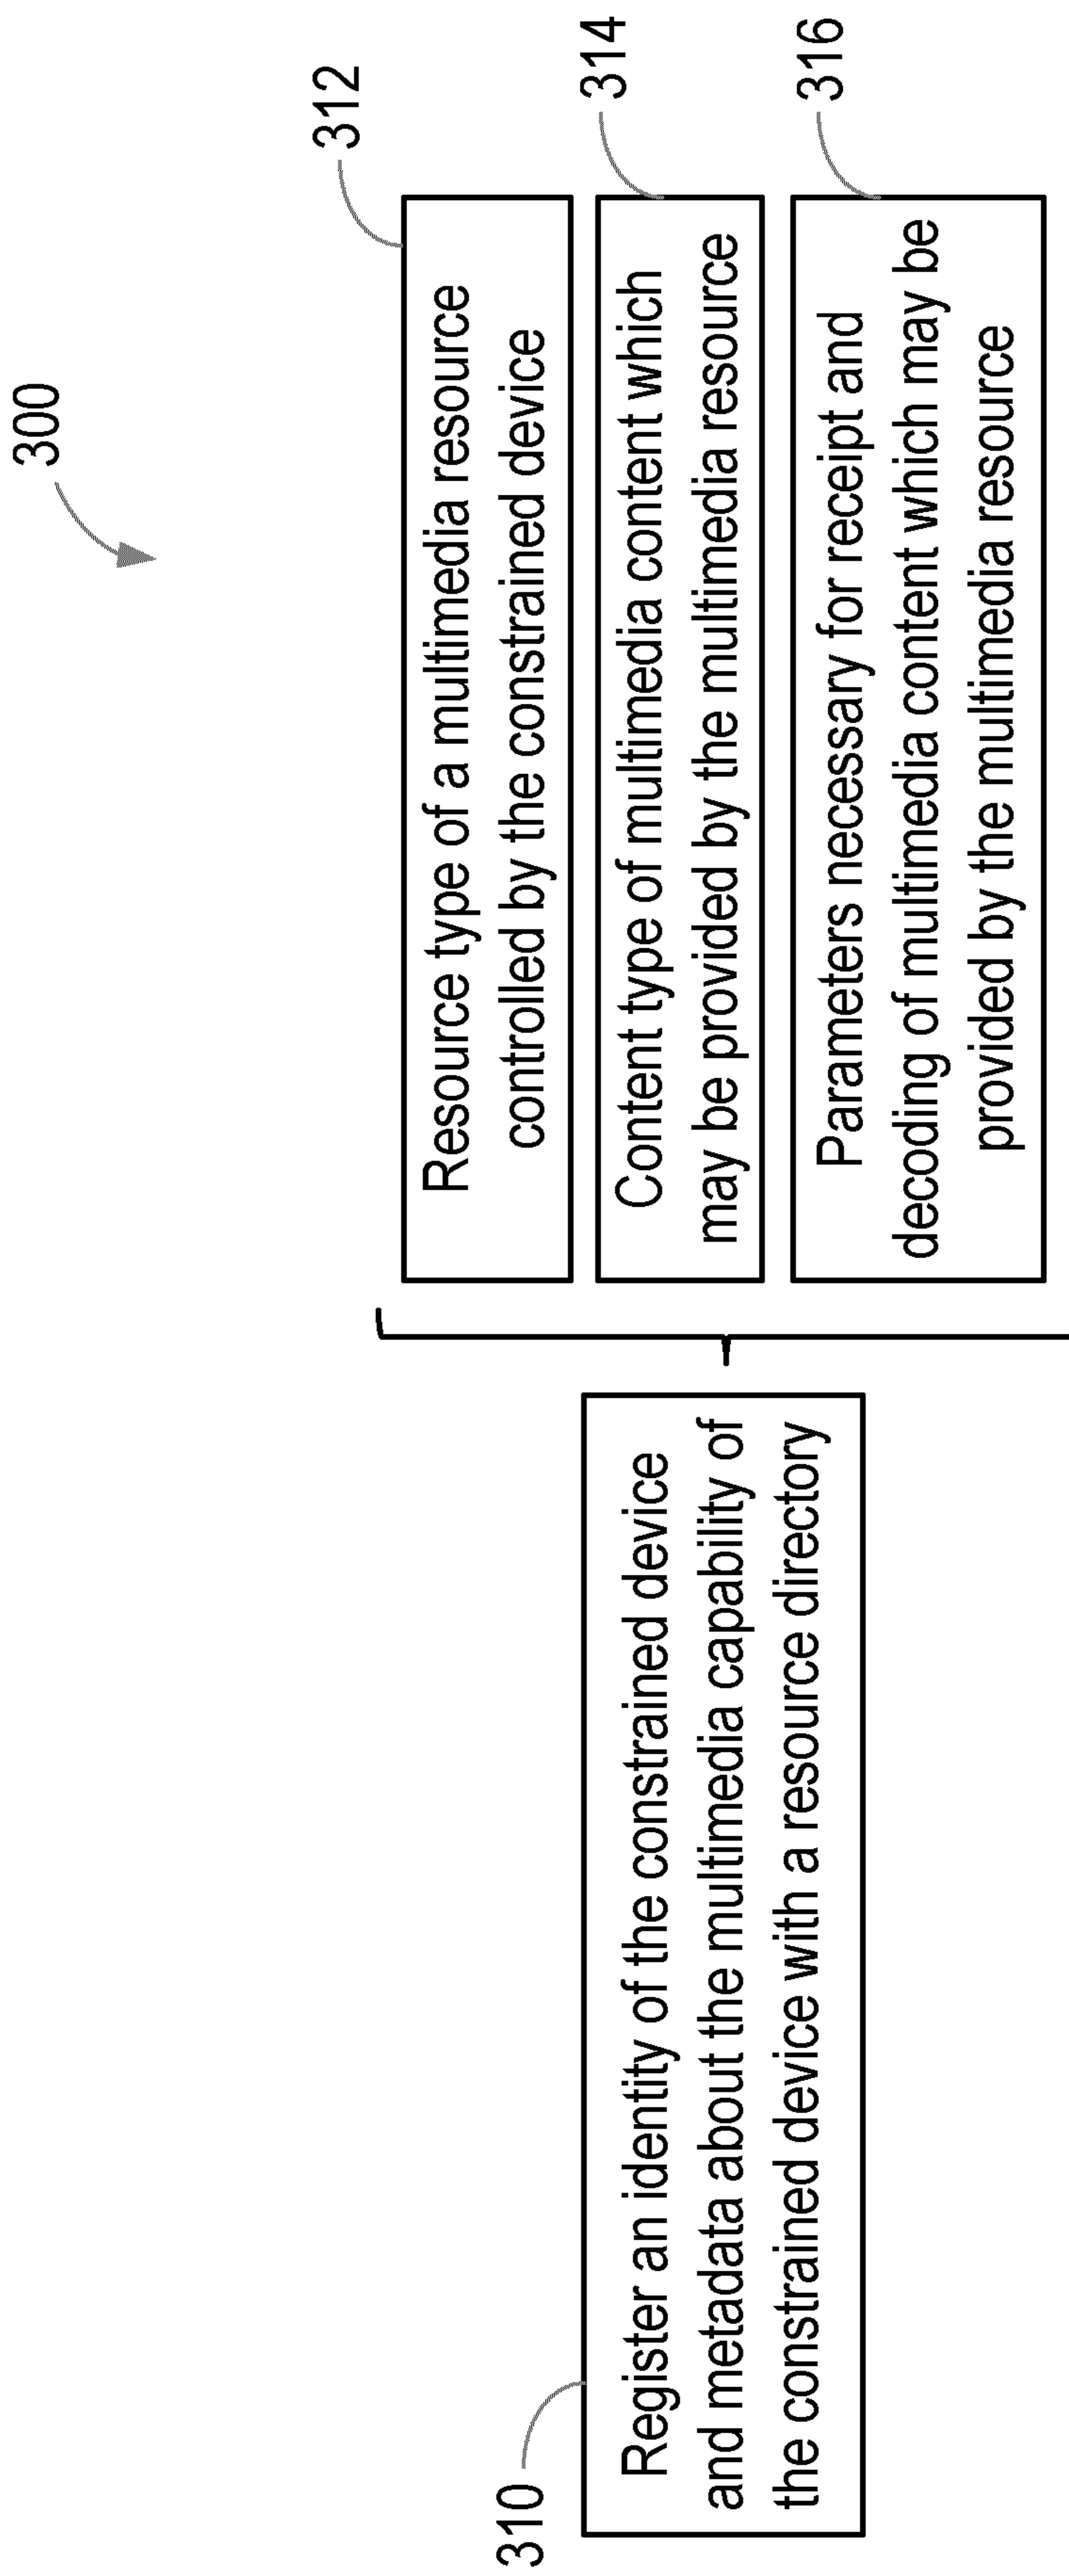 300
310
Register an identity of the constrained device
and metadata about the multimedia capability of
the constrained device with a resource directory
312
Resource type of a multimedia resource
controlled by the constrained device
314
Content type of multimedia content which
may be provided by the multimedia resource
316
Parameters necessary for receipt and
decoding of multimedia content which may be
provided by the multimedia resource